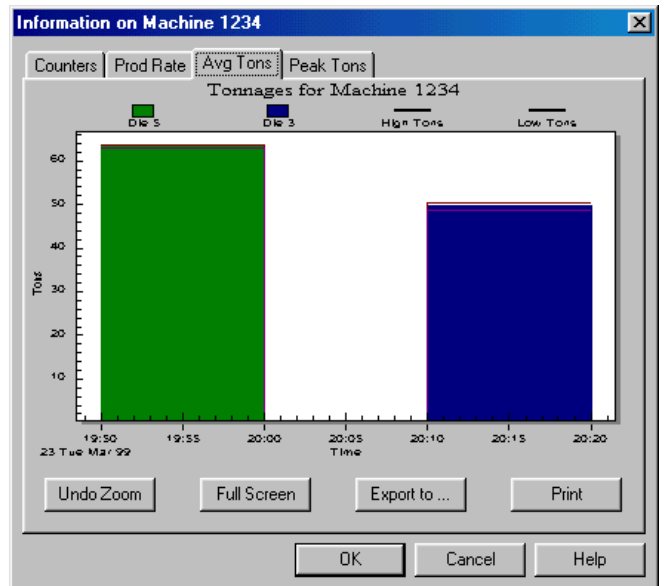 Information on Machine 1234
Counters Prod Rate Avg Tons Peak Tons
Tonnages for Machine 1234
Die 5 Die 3 High Tons Low Tons
60
50
40
Tons
30
20
10
19:50 19:55 20:00 20:05 20:10 20:15 20:20
23 Tue Mar 99 Time
Undo Zoom Full Screen Export to ... Print
OK Cancel Help